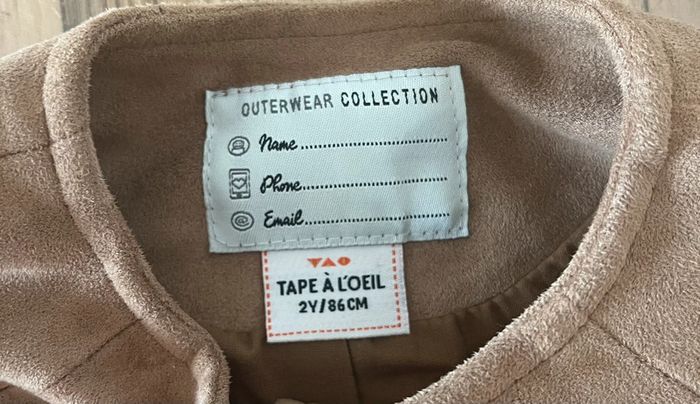 OUTERWEAR COLLECTION
Name
Phone
Email
TAO
TAPE À L'OEIL
2Y/86CM